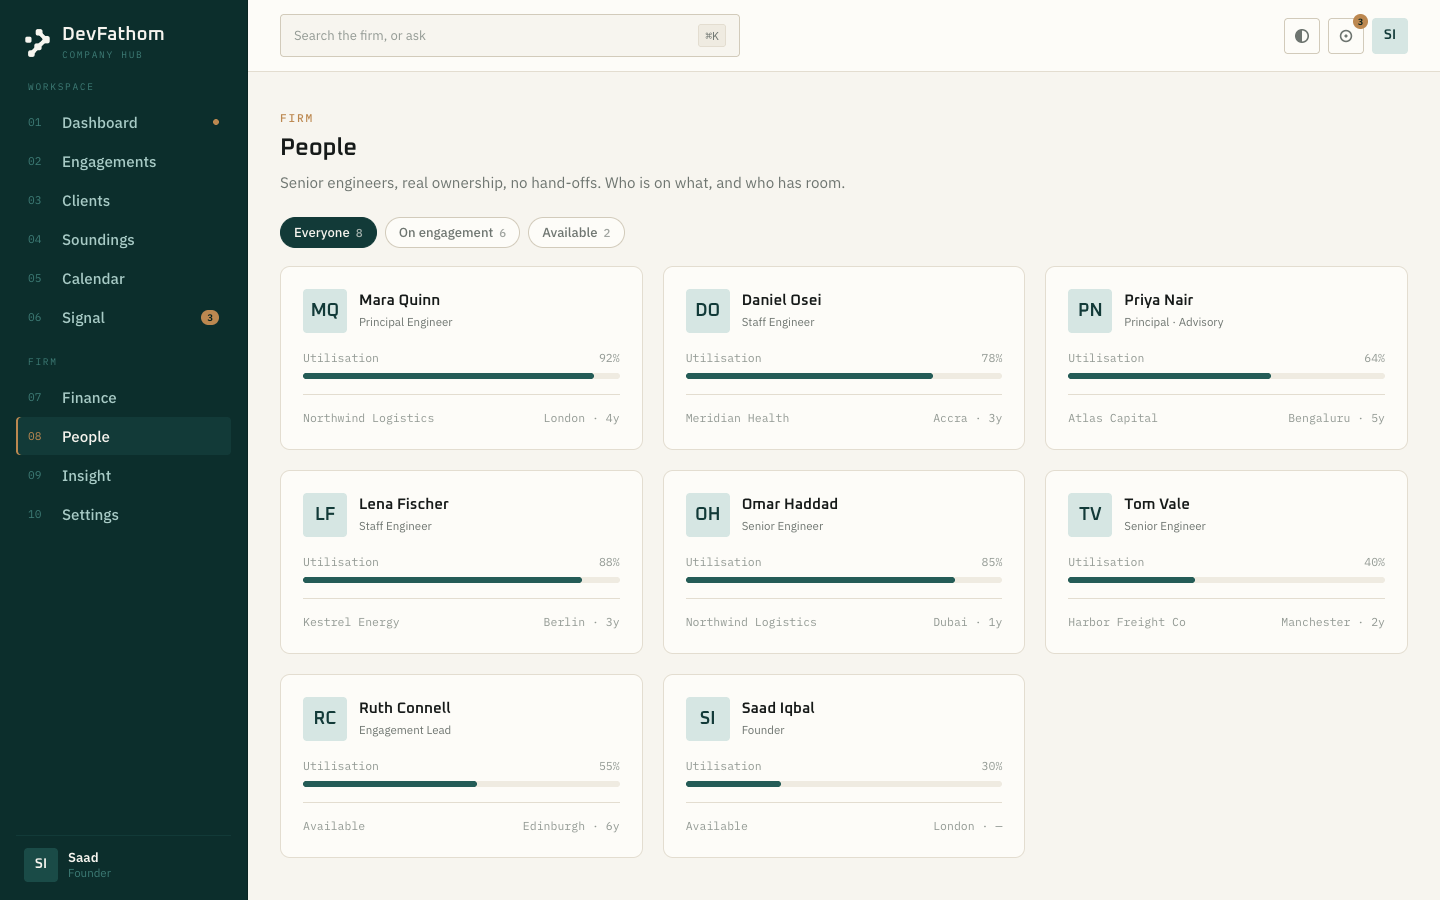 DevFathom
COMPANY HUB
WORKSPACE
01 Dashboard
02 Engagements
03 Clients
04 Soundings
05 Calendar
06 Signal 3
FIRM
07 Finance
08 People
09 Insight
10 Settings
SI Saad
Founder
Search the firm, or ask ⌘K
3
SI
FIRM
People
Senior engineers, real ownership, no hand-offs. Who is on what, and who has room.
Everyone 8 On engagement 6 Available 2
MQ Mara Quinn
Principal Engineer
Utilisation 92%
Northwind Logistics London · 4y
DO Daniel Osei
Staff Engineer
Utilisation 78%
Meridian Health Accra · 3y
PN Priya Nair
Principal · Advisory
Utilisation 64%
Atlas Capital Bengaluru · 5y
LF Lena Fischer
Staff Engineer
Utilisation 88%
Kestrel Energy Berlin · 3y
OH Omar Haddad
Senior Engineer
Utilisation 85%
Northwind Logistics Dubai · 1y
TV Tom Vale
Senior Engineer
Utilisation 40%
Harbor Freight Co Manchester · 2y
RC Ruth Connell
Engagement Lead
Utilisation 55%
Available Edinburgh · 6y
SI Saad Iqbal
Founder
Utilisation 30%
Available London · —